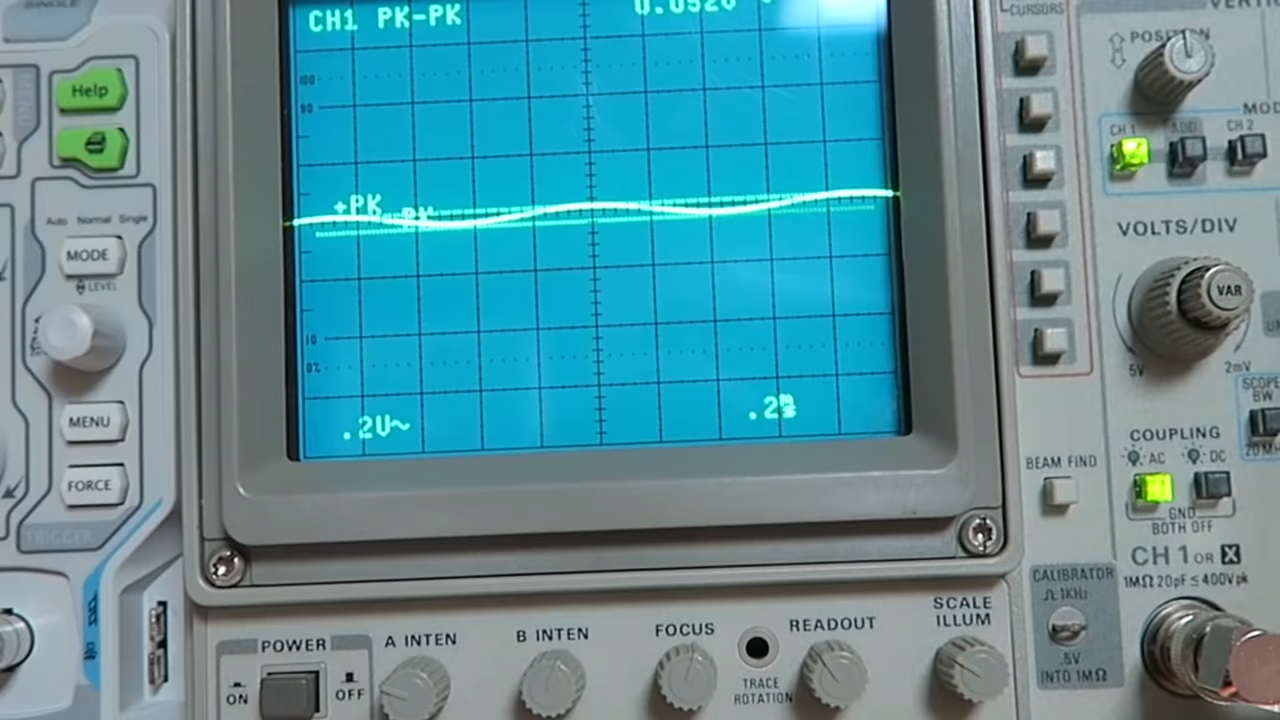 CH1 PK-PK
100
90
+PK
10
0%
.2V~
.2ms
Help
Auto Normal Single
MODE
LEVEL
MENU
FORCE
TRIGGER
CURSORS
POSITION
CH 1
ADD
CH 2
VOLTS/DIV
VAR
5V
2mV
BEAM FIND
COUPLING
AC
DC
GND
BOTH OFF
CH 1 OR X
1MΩ 20pF ≤ 400V pk
SCOPE
BW
CALIBRATOR
1KHz
.5V
INTO 1MΩ
POWER
ON
OFF
A INTEN
B INTEN
FOCUS
TRACE
ROTATION
READOUT
SCALE
ILLUM